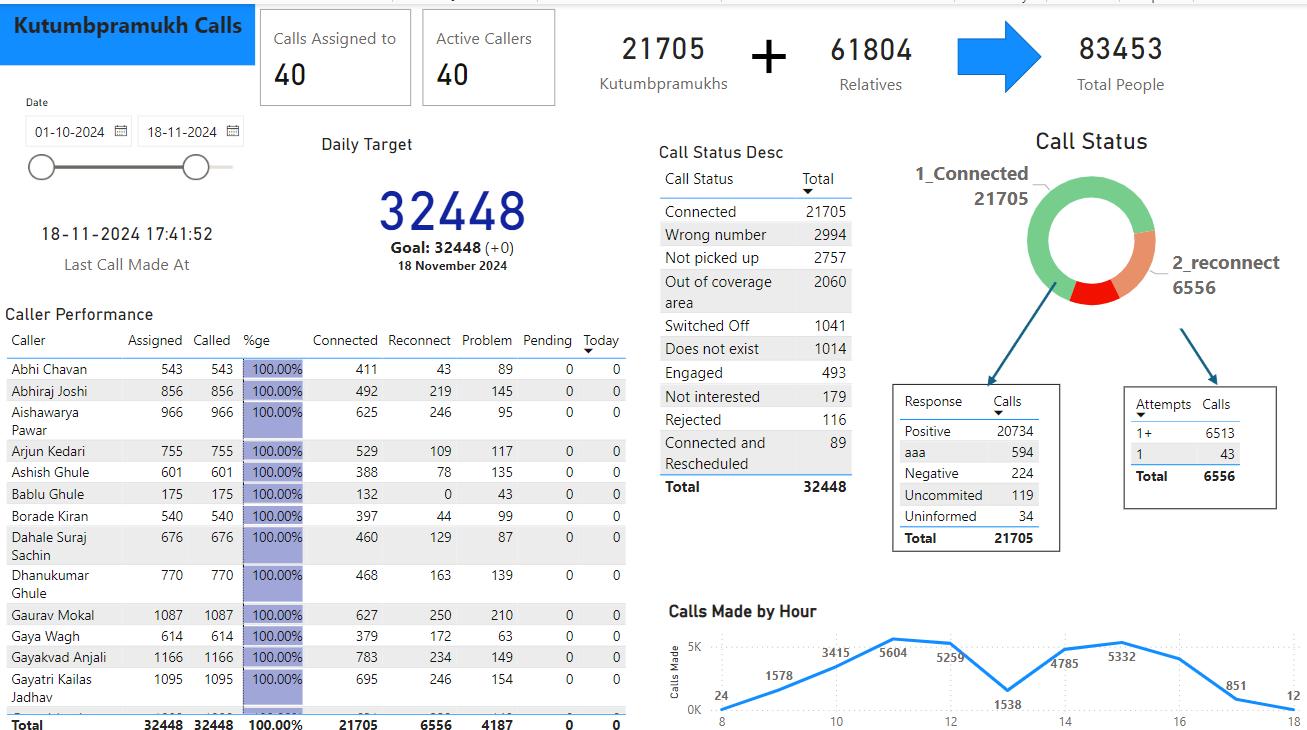 Kutumbpramukh Calls
Calls Assigned to
40
Active Callers
40
21705
Kutumbpramukhs
+
61804
Relatives
83453
Total People
Date
01-10-2024
18-11-2024
18-11-2024 17:41:52
Last Call Made At
Daily Target
32448
Goal: 32448 (+0)
18 November 2024
Caller Performance
Caller Assigned Called %ge Connected Reconnect Problem Pending Today
Abhi Chavan 543 543 100.00% 411 43 89 0 0
Abhiraj Joshi 856 856 100.00% 492 219 145 0 0
Aishawarya 966 966 100.00% 625 246 95 0 0
Pawar
Arjun Kedari 755 755 100.00% 529 109 117 0 0
Ashish Ghule 601 601 100.00% 388 78 135 0 0
Bablu Ghule 175 175 100.00% 132 0 43 0 0
Borade Kiran 540 540 100.00% 397 44 99 0 0
Dahale Suraj 676 676 100.00% 460 129 87 0 0
Sachin
Dhanukumar 770 770 100.00% 468 163 139 0 0
Ghule
Gaurav Mokal 1087 1087 100.00% 627 250 210 0 0
Gaya Wagh 614 614 100.00% 379 172 63 0 0
Gayakvad Anjali 1166 1166 100.00% 783 234 149 0 0
Gayatri Kailas 1095 1095 100.00% 695 246 154 0 0
Jadhav
Total 32448 32448 100.00% 21705 6556 4187 0 0
Call Status Desc
Call Status Total
Connected 21705
Wrong number 2994
Not picked up 2757
Out of coverage 2060
area
Switched Off 1041
Does not exist 1014
Engaged 493
Not interested 179
Rejected 116
Connected and 89
Rescheduled
Total 32448
Call Status
1_Connected
21705
2_reconnect
6556
Response Calls
Positive 20734
aaa 594
Negative 224
Uncommited 119
Uninformed 34
Total 21705
Attempts Calls
1+ 6513
1 43
Total 6556
Calls Made by Hour
Calls Made
5K
0K
24
1578
3415
5604
5259
1538
4785
5332
851
12
8 10 12 14 16 18